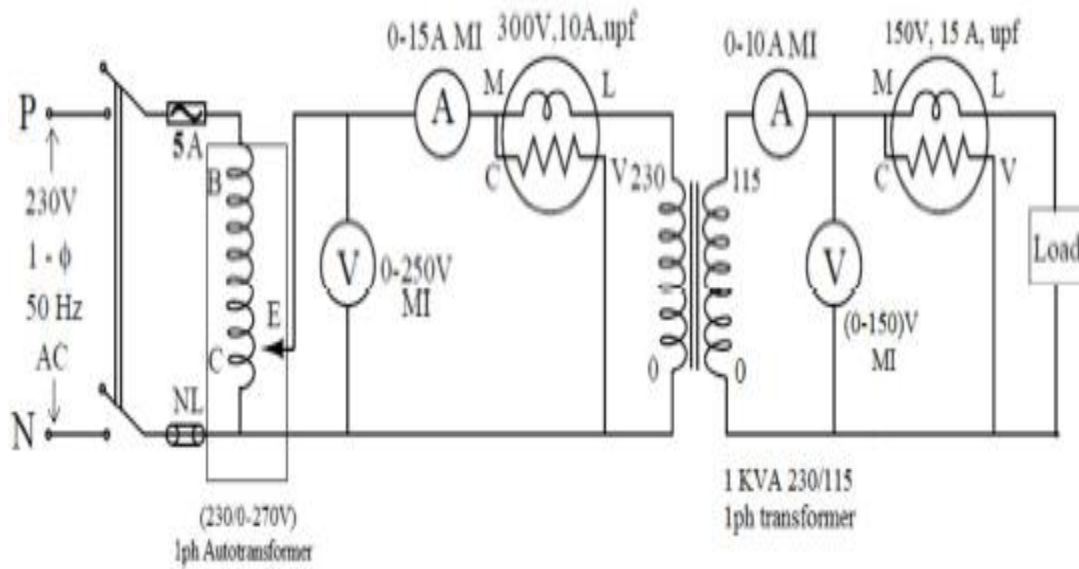 0-15A MI
300V,10A,upf
0-10A MI
150V, 15 A, upf
P
5A
A
M
L
C
V
230
115
A
M
L
C
V
230V
1 - ϕ
50 Hz
AC
B
C
E
V
0-250V
MI
V
(0-150)V
MI
Load
N
NL
0
0
(230/0-270V)
1ph Autotransformer
1 KVA 230/115
1ph transformer